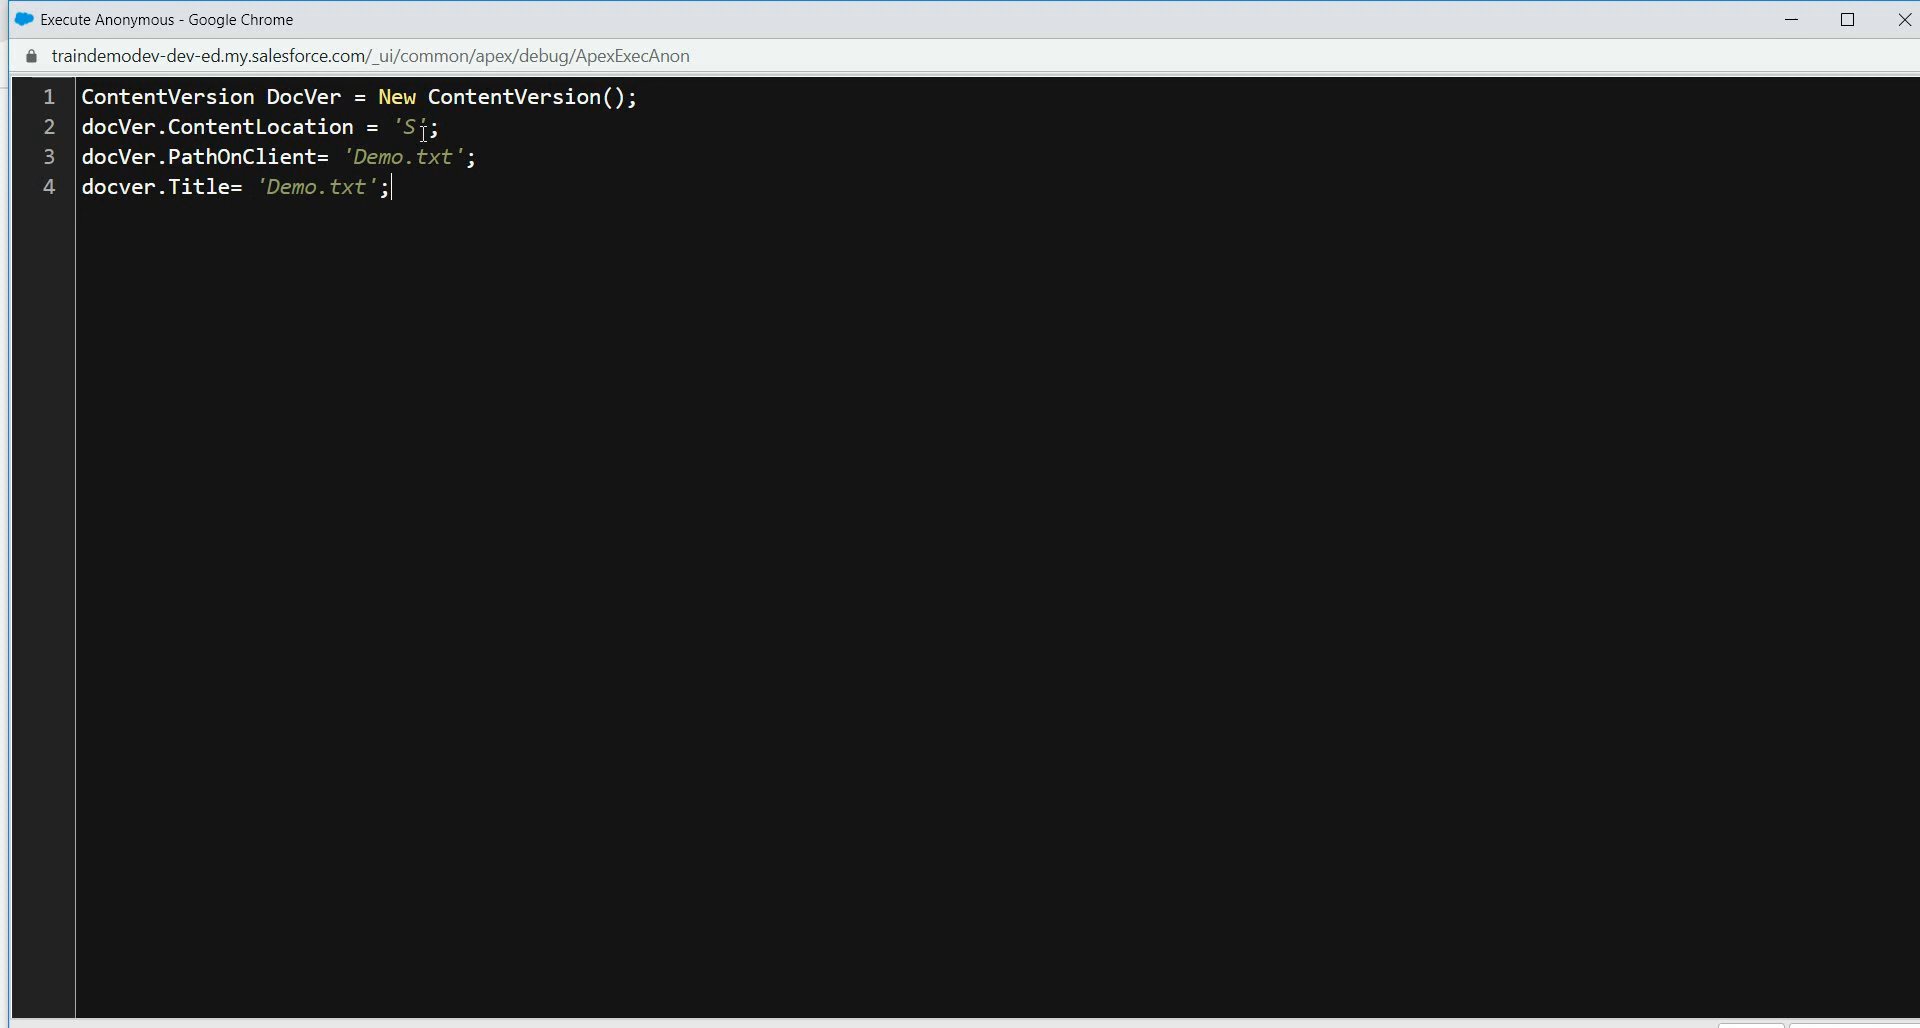 Execute Anonymous - Google Chrome
traindemodev-dev-ed.my.salesforce.com/_ui/common/apex/debug/ApexExecAnon
1 ContentVersion DocVer = New ContentVersion();
2 docVer.ContentLocation = 'S';
3 docVer.PathOnClient= 'Demo.txt';
4 docver.Title= 'Demo.txt';